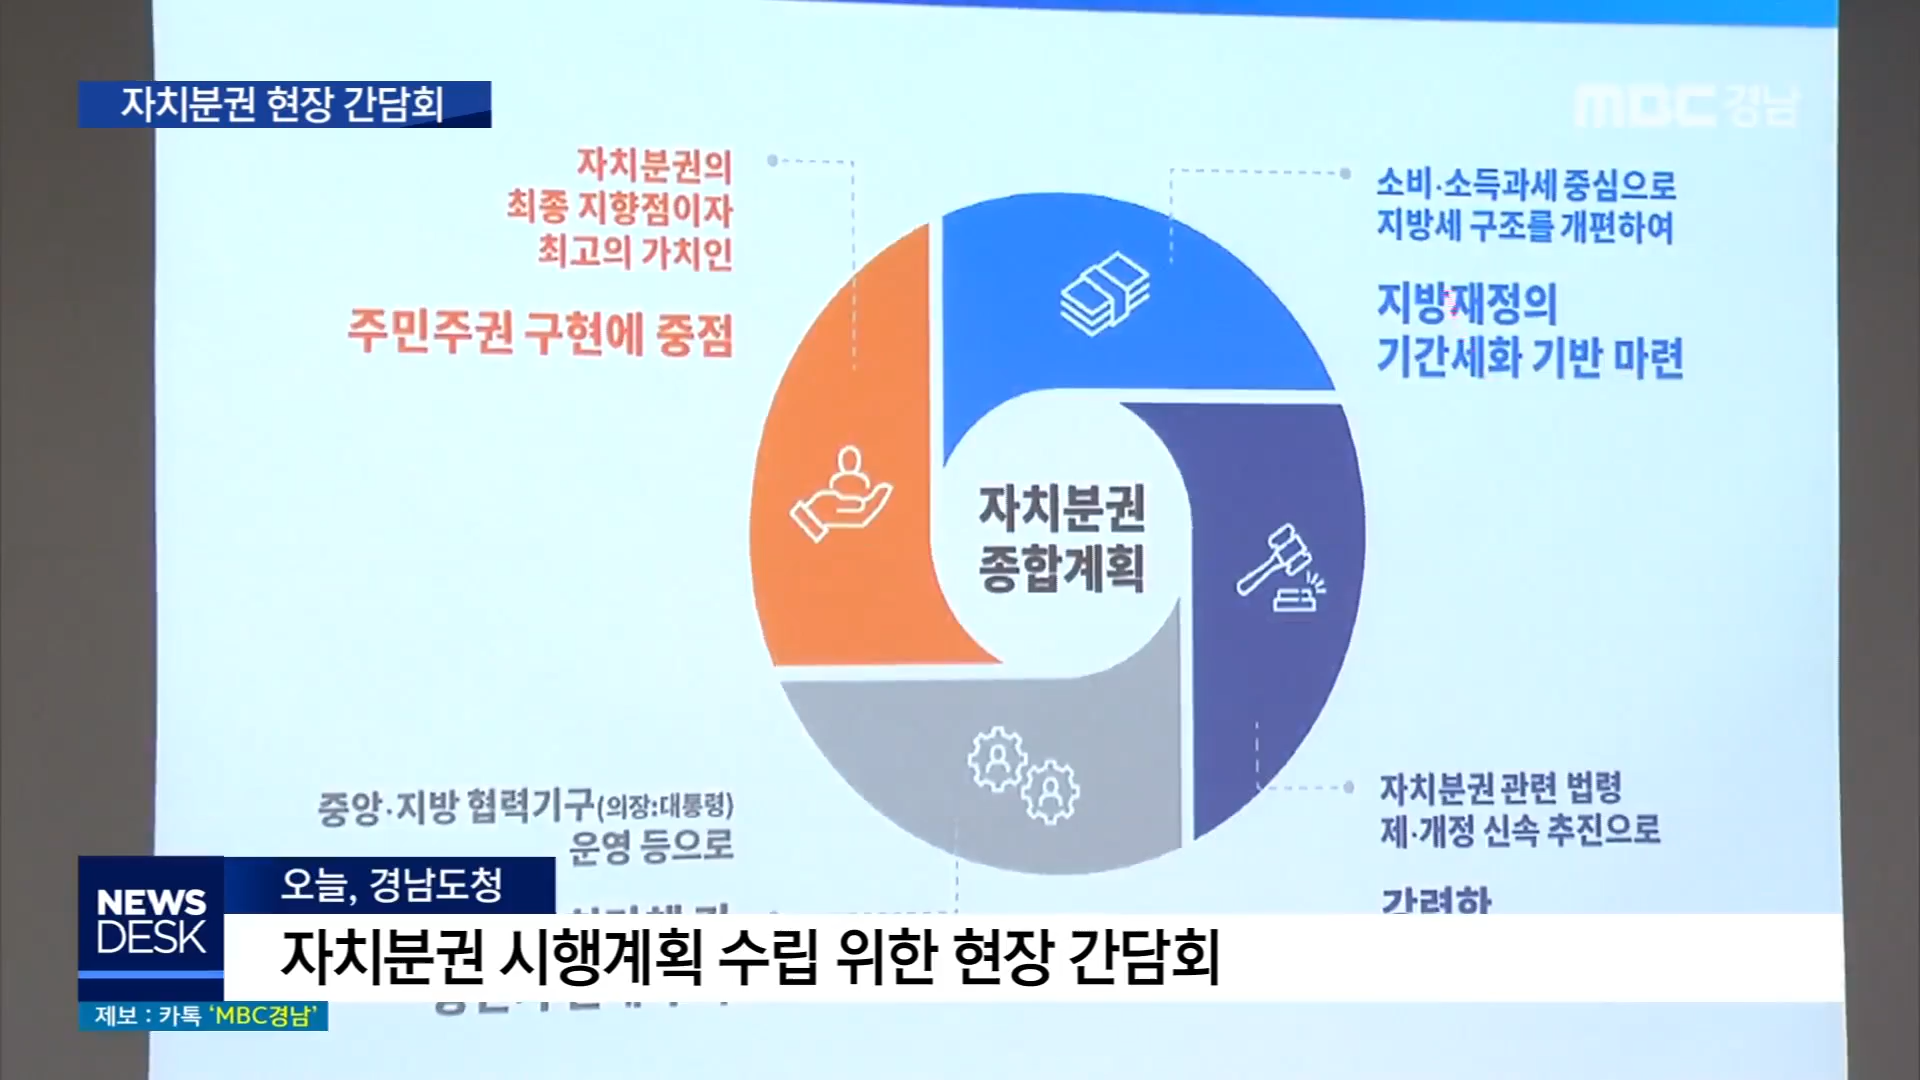 자치분권 현장 간담회
MBC경남
자치분권의
최종 지향점이자
최고의 가치인
주민주권 구현에 중점
소비·소득과세 중심으로
지방세 구조를 개편하여
지방재정의
기간세화 기반 마련
자치분권
종합계획
중앙·지방 협력기구(의장:대통령)
운영 등으로
자치분권 관련 법령
제·개정 신속 추진으로
강력한
NEWS
DESK
오늘, 경남도청
자치분권 시행계획 수립 위한 현장 간담회
제보 : 카톡 ‘MBC경남’